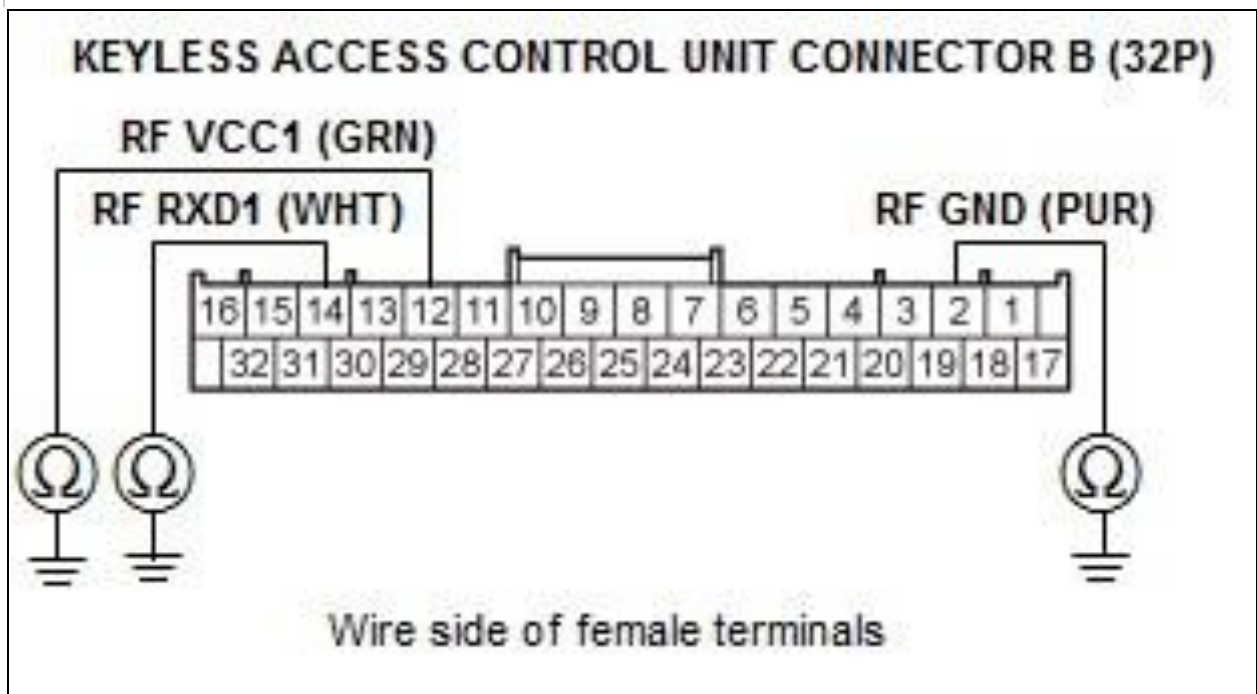 KEYLESS ACCESS CONTROL UNIT CONNECTOR B (32P)
RF VCC1 (GRN)
RF RXD1 (WHT)
RF GND (PUR)
16 15 14 13 12 11 10 9 8 7 6 5 4 3 2 1
32 31 30 29 28 27 26 25 24 23 22 21 20 19 18 17
Ω Ω Ω
Wire side of female terminals